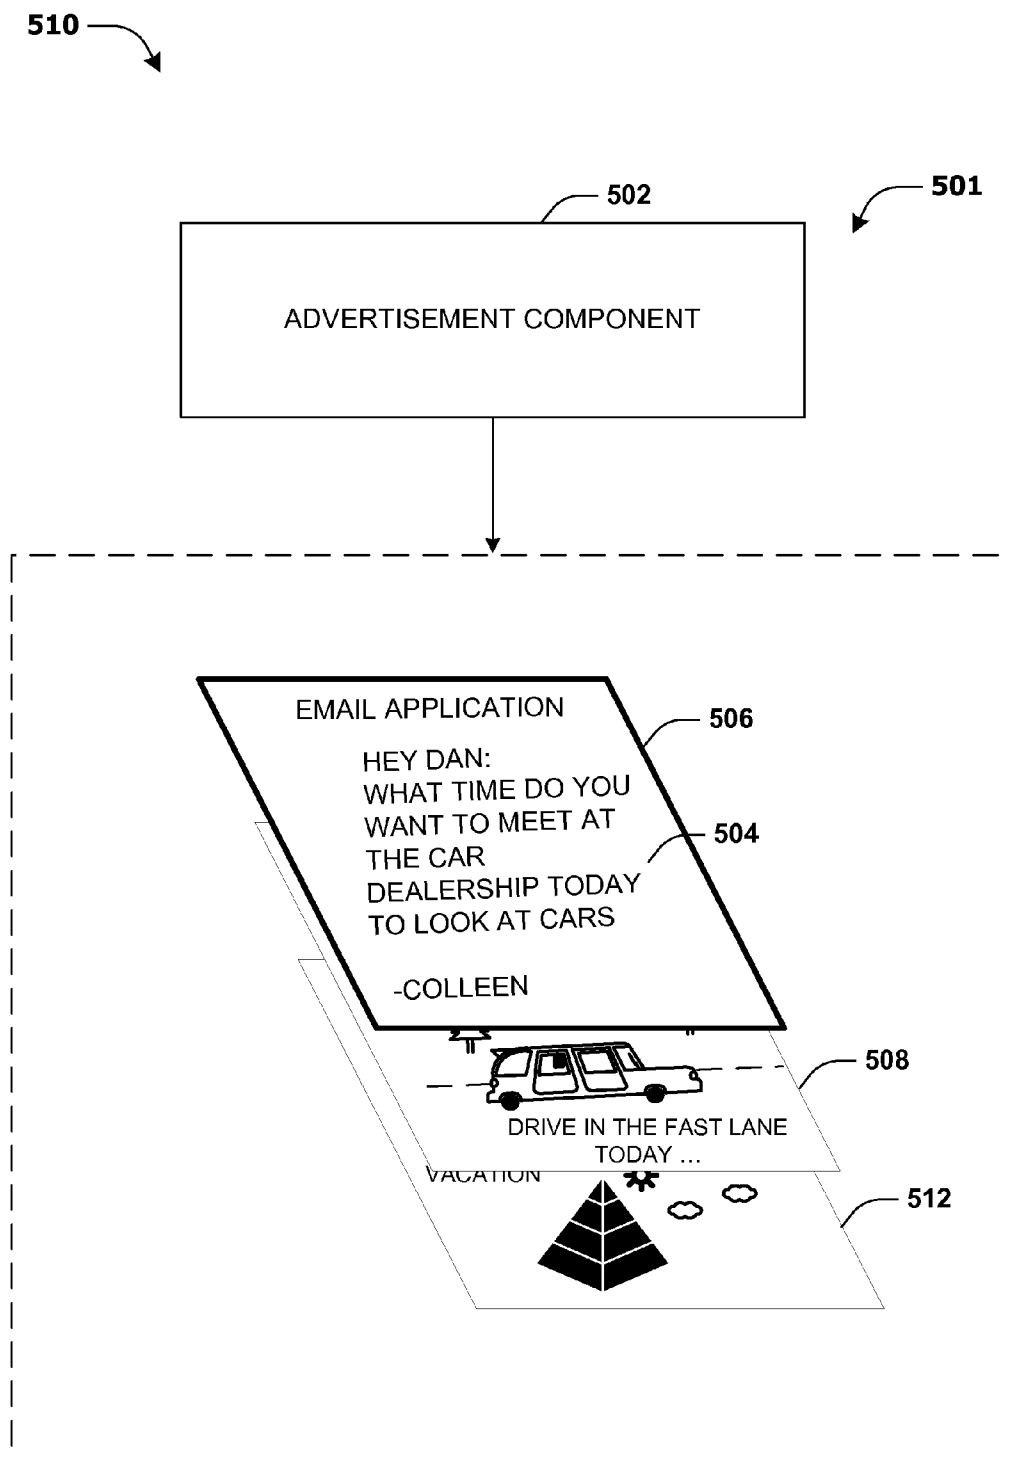 510
501
502
ADVERTISEMENT COMPONENT
EMAIL APPLICATION
506
HEY DAN:
WHAT TIME DO YOU
WANT TO MEET AT
504
THE CAR
DEALERSHIP TODAY
TO LOOK AT CARS
-COLLEEN
508
DRIVE IN THE FAST LANE
TODAY ...
VACATION
512